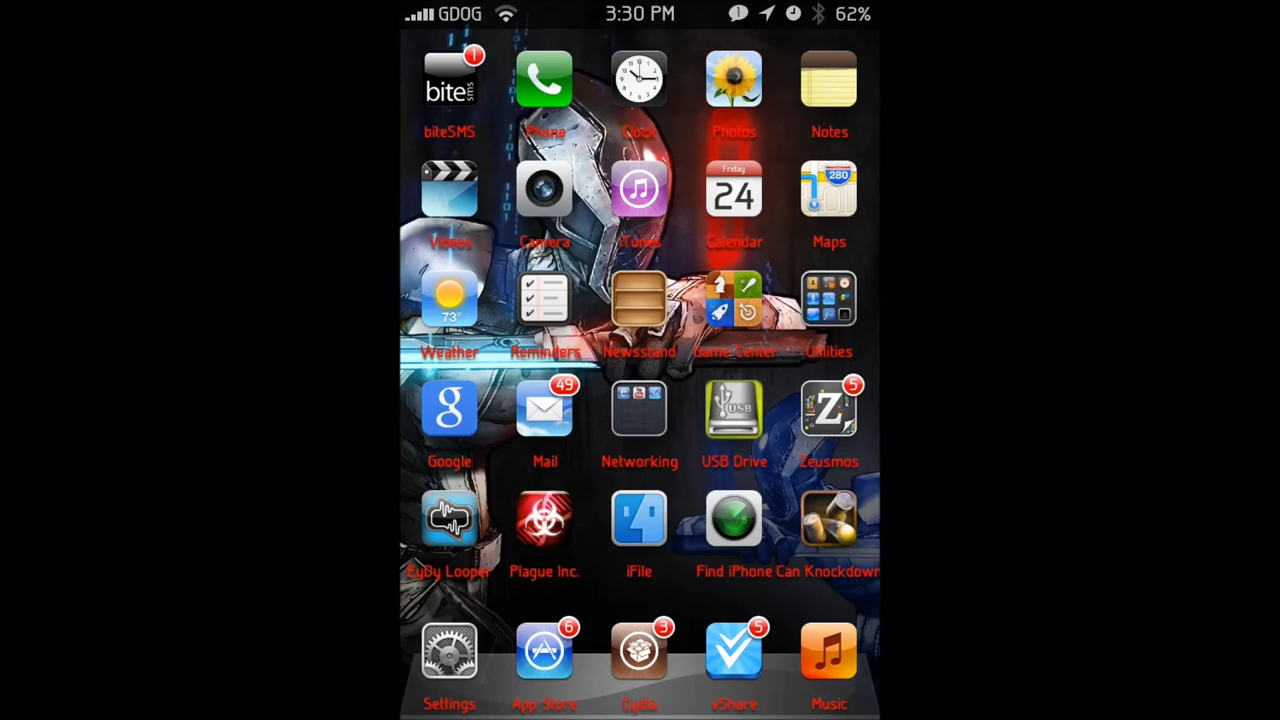 GDOG 3:30 PM 62%
1
bite sms
Friday
24
280
biteSMS Phone Clock Photos Notes
Videos Camera iTunes Calendar Maps
73°
Weather Reminders Newsstand Game Center Utilities
g 49 USB Z 5
Google Mail Networking USB Drive Zeusmos
EyDy Looper Plague Inc. iFile Find iPhone Can Knockdown
6 3 5
Settings App Store Cydia vShare Music